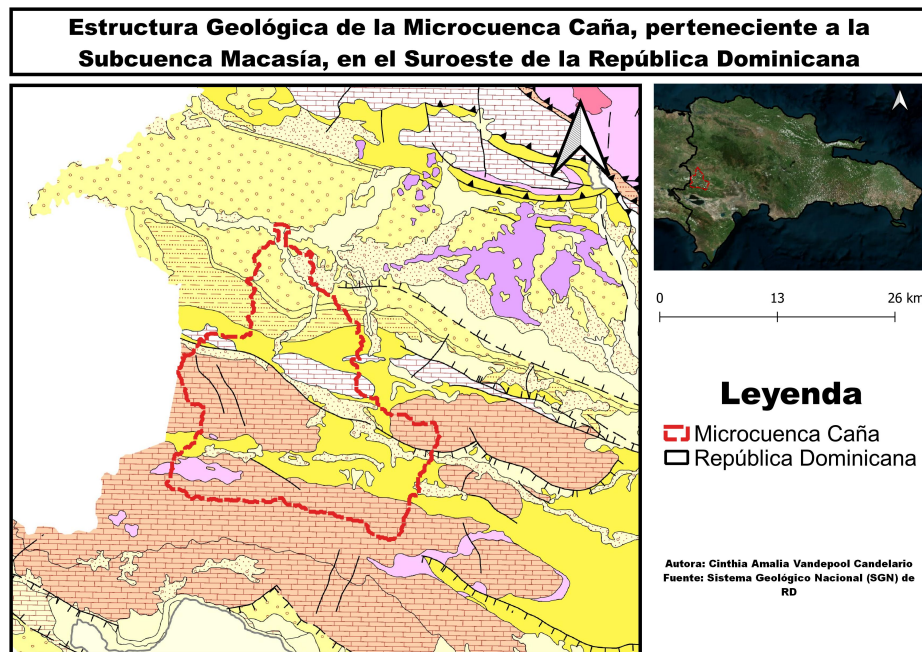 Estructura Geológica de la Microcuenca Caña, perteneciente a la
Subcuenca Macasía, en el Suroeste de la República Dominicana
0 13 26 km
Leyenda
Microcuenca Caña
República Dominicana
Autora: Cinthia Amalia Vandepool Candelario
Fuente: Sistema Geológico Nacional (SGN) de
RD